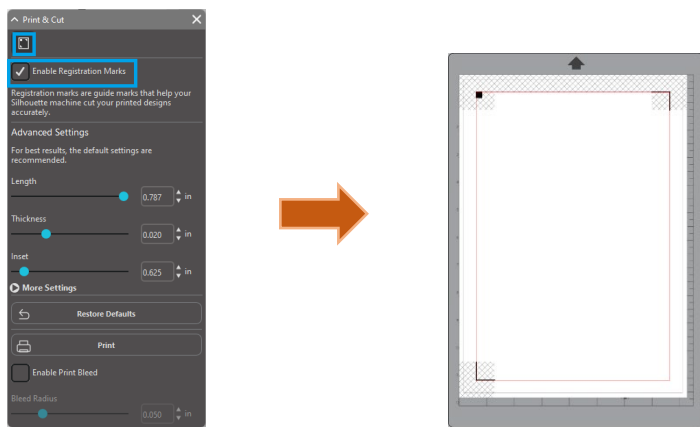 Print & Cut
Enable Registration Marks
Registration marks are guide marks that help your
Silhouette machine cut your printed designs
accurately.
Advanced Settings
For best results, the default settings are
recommended.
Length
0.787 in
Thickness
0.020 in
Inset
0.625 in
More Settings
Restore Defaults
Print
Enable Print Bleed
Bleed Radius
0.050 in